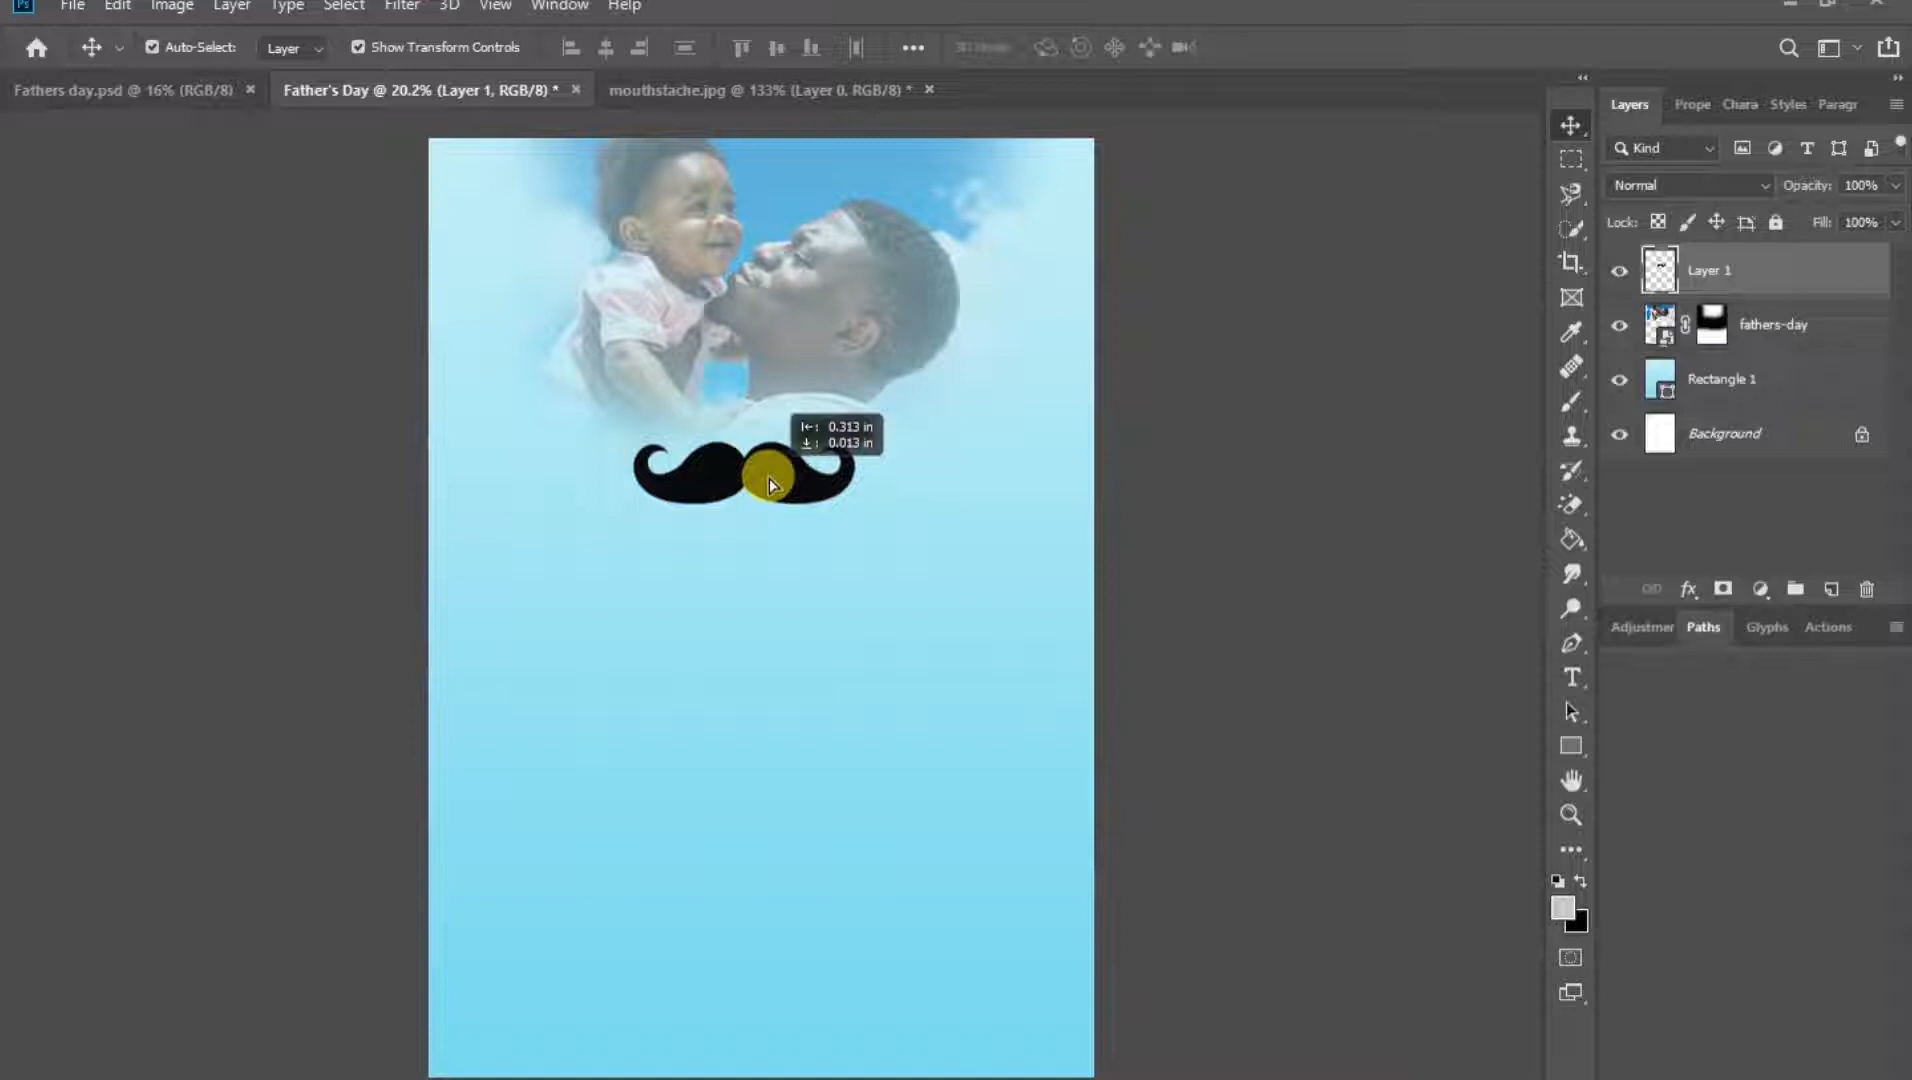 Ps File Edit Image Layer Type Select Filter 3D View Window Help
Auto-Select: Layer Show Transform Controls
Fathers day.psd @ 16% (RGB/8) × Father's Day @ 20.2% (Layer 1, RGB/8) * × mouthstache.jpg @ 133% (Layer 0, RGB/8) * ×
Layers Prope Chara Styles Paragr
Kind
Normal Opacity: 100%
Lock: Fill: 100%
Layer 1
fathers-day
Rectangle 1
Background
fx
Adjustmer Paths Glyphs Actions
0.313 in
0.013 in